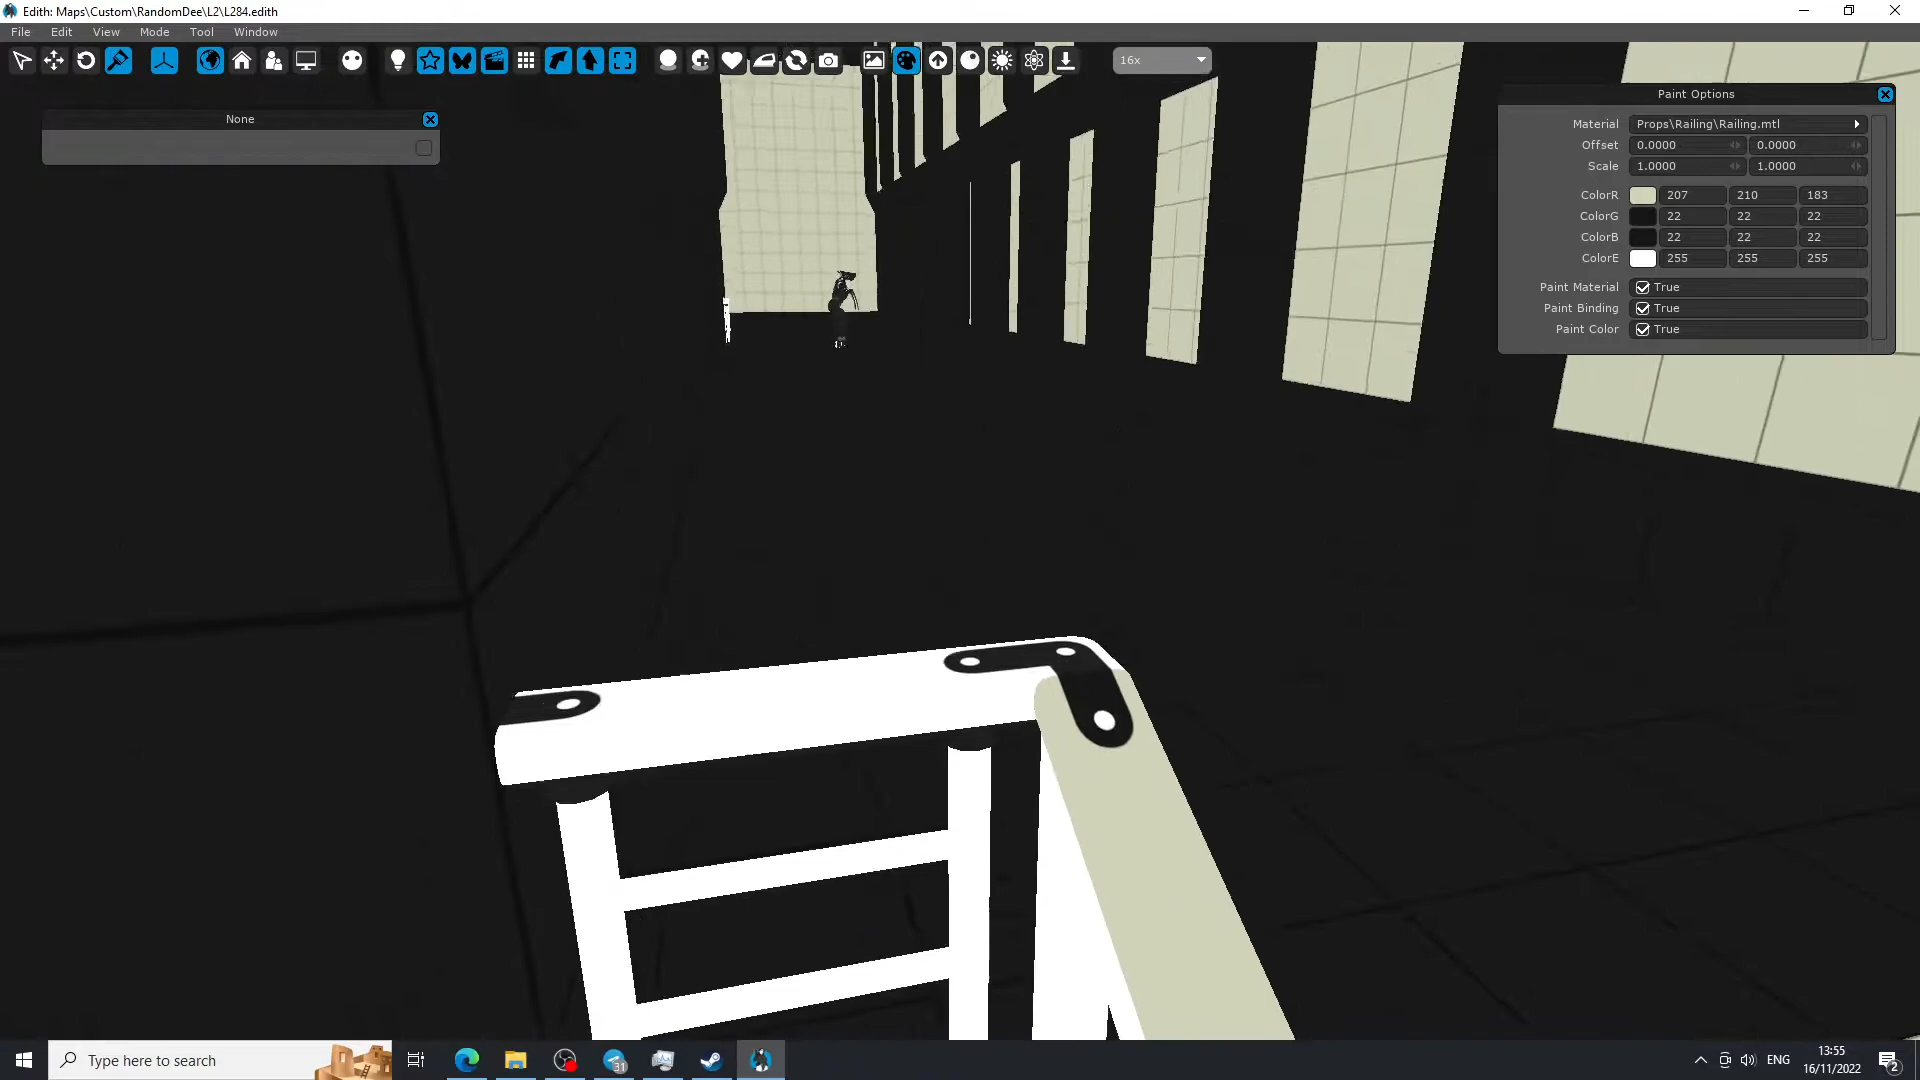 Edith: Maps\Custom\RandomDee\L2\L284.edith
File Edit View Mode Tool Window
16x
None
Paint Options
Material Props\Railing\Railing.mtl
Offset 0.0000 0.0000
Scale 1.0000 1.0000
ColorR 207 210 183
ColorG 22 22 22
ColorB 22 22 22
ColorE 255 255 255
Paint Material True
Paint Binding True
Paint Color True
Type here to search
31
ENG
13:55
16/11/2022
2